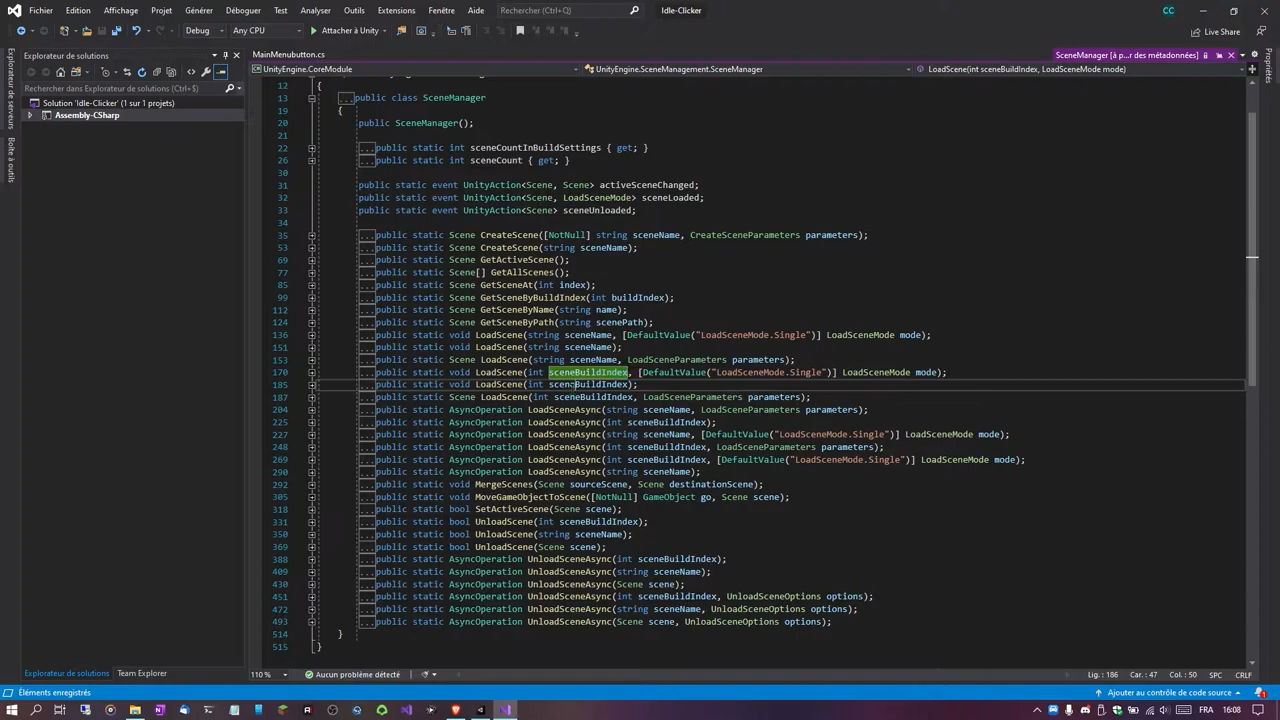 Fichier Edition Affichage Git Projet Générer Déboguer Test Analyser Outils Extensions Fenêtre Aide Rechercher (Ctrl+Q) Idle-Clicker CC
Debug Any CPU Attacher à Unity Live Share
Explorateur de solutions
MainMenubutton.cs
SceneManager [à p...r des métadonnées]
UnityEngine.CoreModule UnityEngine.SceneManagement.SceneManager LoadScene(int sceneBuildIndex, LoadSceneMode mode)
Explorateur de serveurs
Boîte à outils
Propriétés
Rechercher dans Explorateur de solutions (Ctrl+$)
Solution 'Idle-Clicker' (1 sur 1 projets)
Assembly-CSharp
12 {
13 ... public class SceneManager
19 {
20 public SceneManager();
21
22 ... public static int sceneCountInBuildSettings { get; }
26 ... public static int sceneCount { get; }
31 public static event UnityAction<Scene, Scene> activeSceneChanged;
32 public static event UnityAction<Scene, LoadSceneMode> sceneLoaded;
33 public static event UnityAction<Scene> sceneUnloaded;
34
35 ... public static Scene CreateScene([NotNull] string sceneName, CreateSceneParameters parameters);
53 ... public static Scene CreateScene(string sceneName);
69 ... public static Scene GetActiveScene();
77 ... public static Scene[] GetAllScenes();
86 ... public static Scene GetSceneAt(int index);
99 ... public static Scene GetSceneByBuildIndex(int buildIndex);
112 ... public static Scene GetSceneByName(string name);
124 ... public static Scene GetSceneByPath(string scenePath);
136 ... public static void LoadScene(string sceneName, [DefaultValue("LoadSceneMode.Single")] LoadSceneMode mode);
151 ... public static void LoadScene(string sceneName);
153 ... public static Scene LoadScene(string sceneName, LoadSceneParameters parameters);
170 ... public static void LoadScene(int sceneBuildIndex, [DefaultValue("LoadSceneMode.Single")] LoadSceneMode mode);
185 ... public static void LoadScene(int sceneBuildIndex);
187 ... public static Scene LoadScene(int sceneBuildIndex, LoadSceneParameters parameters);
204 ... public static AsyncOperation LoadSceneAsync(string sceneName, LoadSceneParameters parameters);
225 ... public static AsyncOperation LoadSceneAsync(int sceneBuildIndex);
227 ... public static AsyncOperation LoadSceneAsync(string sceneName, [DefaultValue("LoadSceneMode.Single")] LoadSceneMode mode);
248 ... public static AsyncOperation LoadSceneAsync(int sceneBuildIndex, LoadSceneParameters parameters);
269 ... public static AsyncOperation LoadSceneAsync(int sceneBuildIndex, [DefaultValue("LoadSceneMode.Single")] LoadSceneMode mode);
290 ... public static AsyncOperation LoadSceneAsync(string sceneName);
292 ... public static void MergeScenes(Scene sourceScene, Scene destinationScene);
305 ... public static void MoveGameObjectToScene([NotNull] GameObject go, Scene scene);
318 ... public static bool SetActiveScene(Scene scene);
331 ... public static bool UnloadScene(int sceneBuildIndex);
350 ... public static bool UnloadScene(string sceneName);
369 ... public static bool UnloadScene(Scene scene);
388 ... public static AsyncOperation UnloadSceneAsync(int sceneBuildIndex);
409 ... public static AsyncOperation UnloadSceneAsync(string sceneName);
430 ... public static AsyncOperation UnloadSceneAsync(Scene scene);
451 ... public static AsyncOperation UnloadSceneAsync(int sceneBuildIndex, UnloadSceneOptions options);
472 ... public static AsyncOperation UnloadSceneAsync(string sceneName, UnloadSceneOptions options);
493 ... public static AsyncOperation UnloadSceneAsync(Scene scene, UnloadSceneOptions options);
514 }
515 }
Explorateur de solutions Team Explorer
110 % Aucun problème détecté Lig.: 186 Car.: 47 Col.: 50 SPC CRLF
Éléments enregistrés Ajouter au contrôle de code source
FRA 16:08